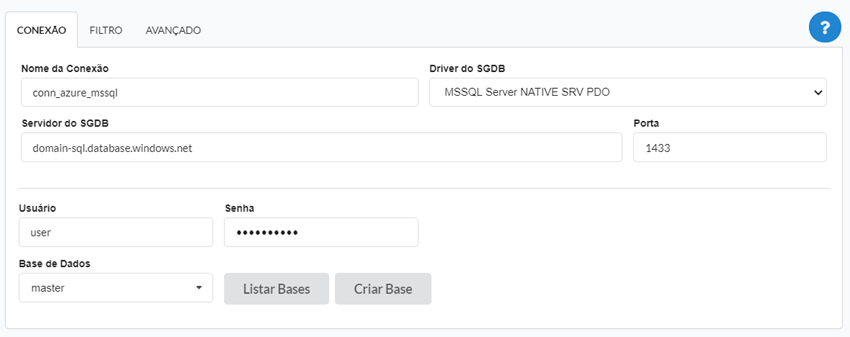 CONEXÃO FILTRO AVANÇADO ?
Nome da Conexão Driver do SGDB
conn_azure_mssql MSSQL Server NATIVE SRV PDO
Servidor do SGDB Porta
domain-sql.database.windows.net 1433
Usuário Senha
user ••••••••••
Base de Dados
master Listar Bases Criar Base